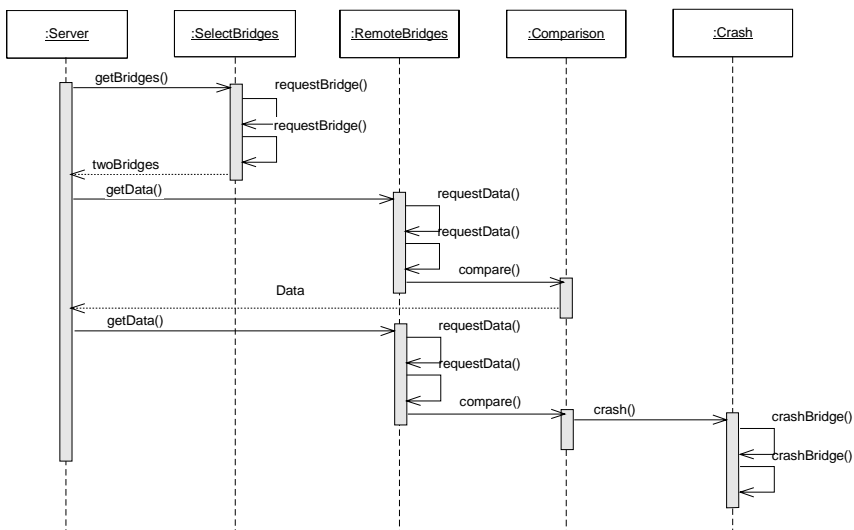 :Server
:SelectBridges
:RemoteBridges
:Comparison
:Crash
getBridges()
requestBridge()
requestBridge()
twoBridges
getData()
requestData()
requestData()
compare()
Data
getData()
requestData()
requestData()
compare()
crash()
crashBridge()
crashBridge()